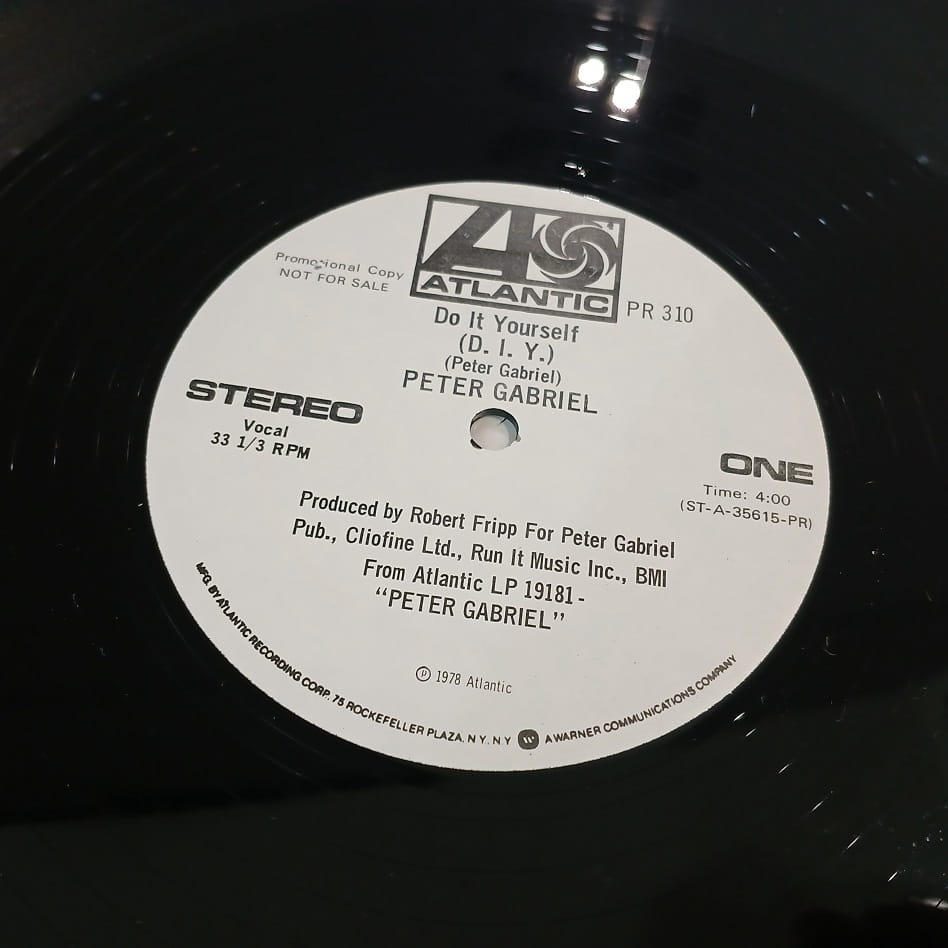 ATLANTIC
Promotional Copy
NOT FOR SALE
PR 310
Do It Yourself
(D. I. Y.)
(Peter Gabriel)
PETER GABRIEL
STEREO
Vocal
33 1/3 RPM
ONE
Time: 4:00
(ST-A-35615-PR)
Produced by Robert Fripp For Peter Gabriel
Pub., Cliofine Ltd., Run It Music Inc., BMI
From Atlantic LP 19181 -
“PETER GABRIEL”
℗ 1978 Atlantic
MFG. BY ATLANTIC RECORDING CORP. 75 ROCKEFELLER PLAZA. N.Y. N.Y A WARNER COMMUNICATIONS COMPANY